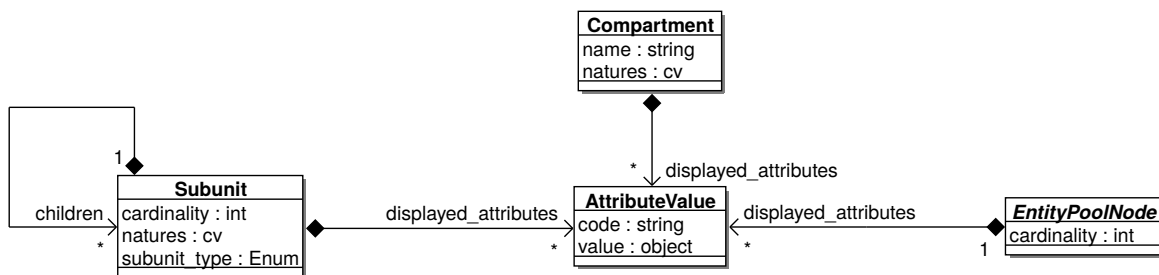 Compartment
name : string
natures : cv
1
* displayed_attributes
Subunit
cardinality : int
natures : cv
subunit_type : Enum
children
*
displayed_attributes
*
AttributeValue
code : string
value : object
displayed_attributes
*
1
EntityPoolNode
cardinality : int